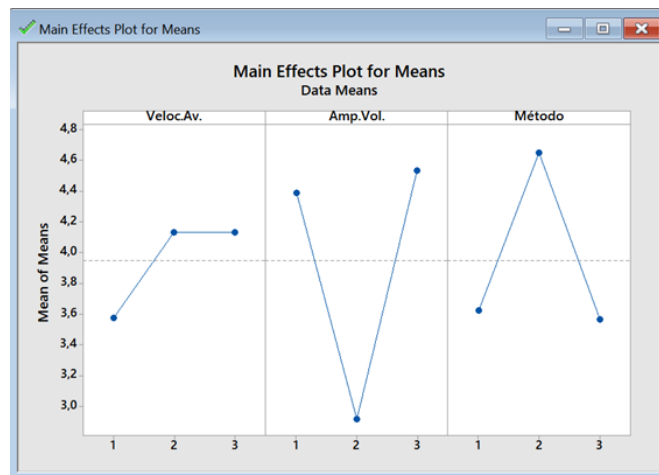 Main Effects Plot for Means
Main Effects Plot for Means
Data Means
Veloc.Av. Amp.Vol. Método
4,8
4,6
4,4
4,2
4,0
3,8
3,6
3,4
3,2
3,0
Mean of Means
1 2 3 1 2 3 1 2 3